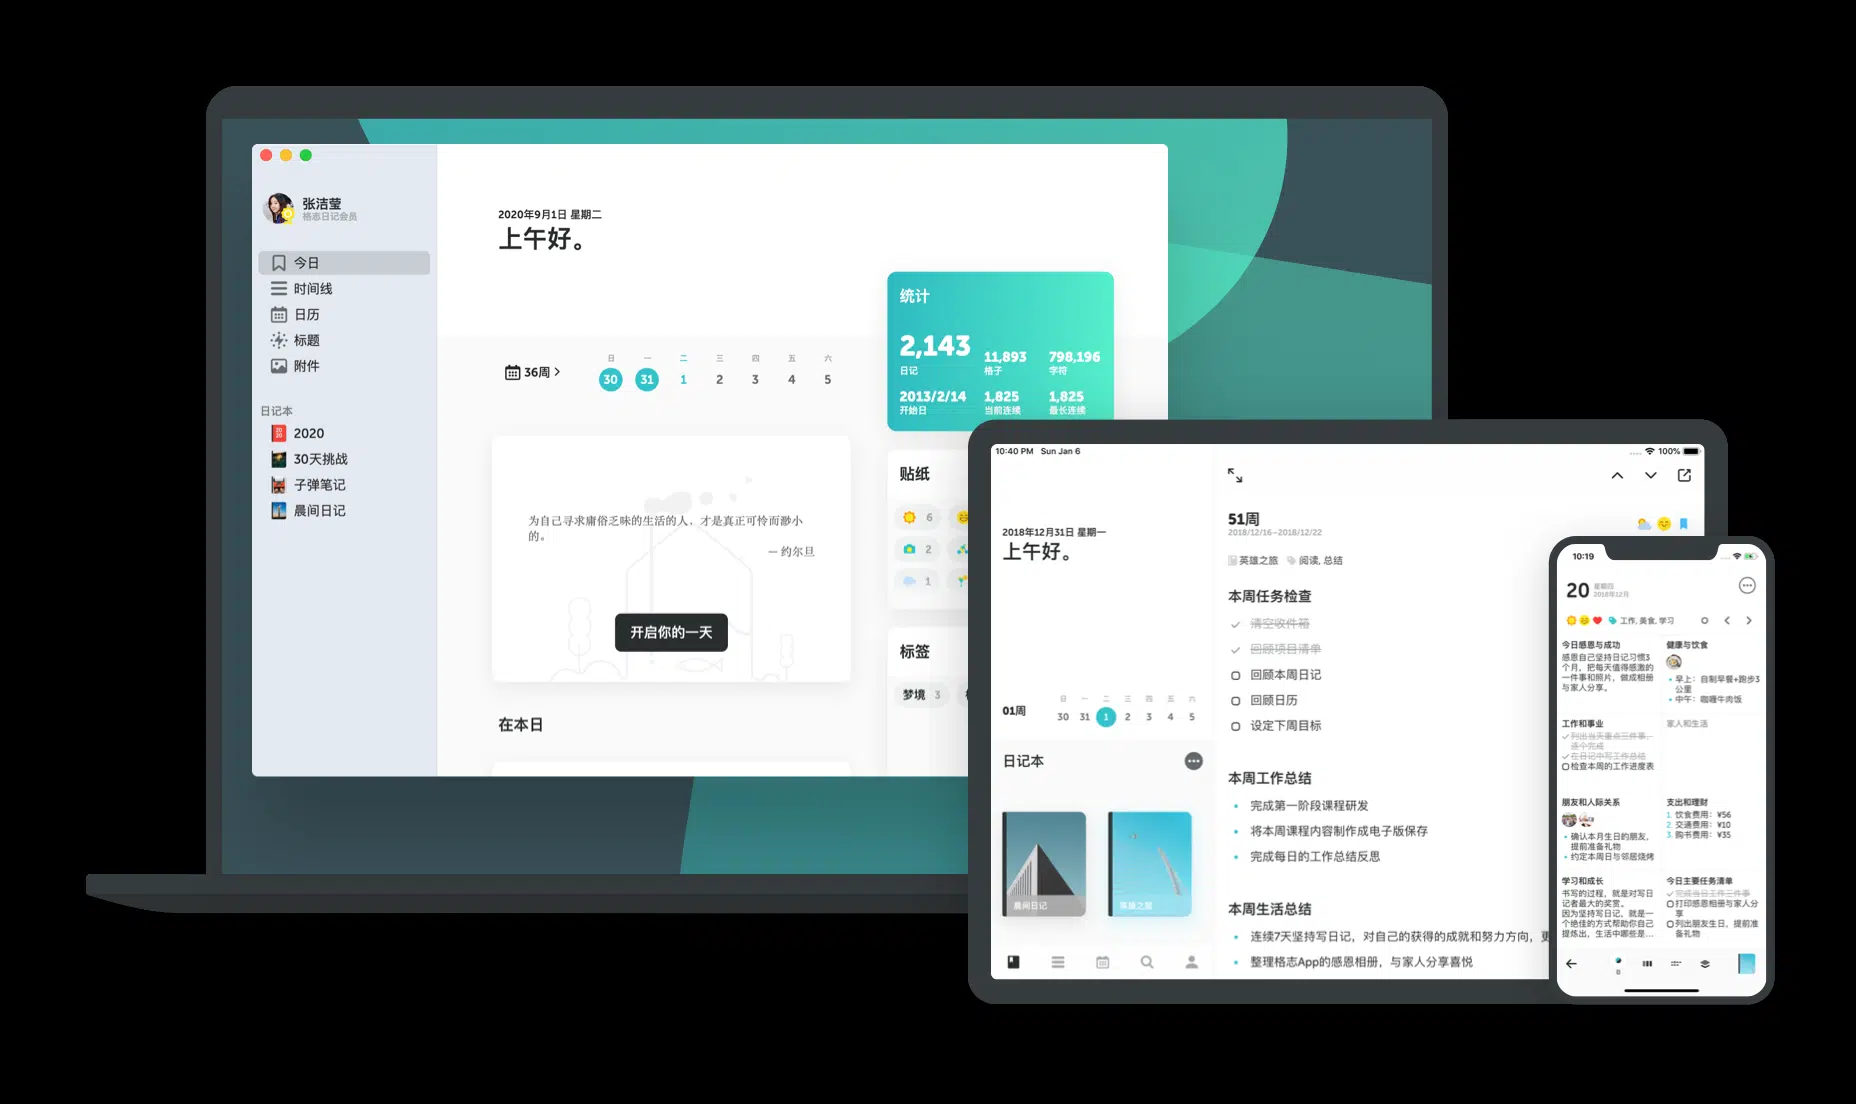 张洁莹
格志日记会员
今日
时间线
日历
标题
附件
日记本
2020
30天挑战
子弹笔记
晨间日记
2020年9月1日 星期二
上午好。
36周
日 一 二 三 四 五 六
30 31 1 2 3 4 5
为自己寻求庸俗乏味的生活的人，才是真正可怜而渺小
的。
— 约尔旦
开启你的一天
在本日
统计
2,143 11,893 798,196
日记 格子 字符
2013/2/14 1,825 1,825
开始日 当前连续 最长连续
贴纸
6
2
1
标签
梦境 3
10:40 PM Sun Jan 6
100%
2018年12月31日 星期一
上午好。
日 一 二 三 四 五 六
01周 30 31 1 2 3 4 5
日记本
晨间日记
英雄之旅
51周
2018/12/16—2018/12/22
英雄之旅 阅读, 总结
本周任务检查
清空收件箱
回顾项目清单
回顾本周日记
回顾日历
设定下周目标
本周工作总结
完成第一阶段课程研发
将本周课程内容制作成电子版保存
完成每日的工作总结反思
本周生活总结
连续7天坚持写日记，对自己的获得的成就和努力方向，更
整理格志App的感恩相册，与家人分享喜悦
10:19
20 星期四
2018年12月
工作, 美食, 学习
今日感恩与成功
感恩自己坚持日记习惯3
个月，把每天值得感激的
一件事和照片，做成相册
与家人分享。
健康与饮食
早上：自制早餐+跑步3
公里
中午：咖喱牛肉饭
工作和事业
列出当天重点三件事，
逐个完成
在日记中写工作总结
检查本周的工作进度表
家人和生活
朋友和人际关系
确认本月生日的朋友，
提前准备礼物
约定本周日与邻居烧烤
支出和理财
1. 饮食费用：¥56
2. 交通费用：¥10
3. 购书费用：¥35
学习和成长
书写的过程，就是对写日
记者最大的奖赏。
因为坚持写日记，就是一
个绝佳的方式帮助你自己
提炼出，生活中哪些是...
今日主要任务清单
完成当日工作三件事
打印感恩相册与家人分
享
列出朋友生日，提前准
备礼物